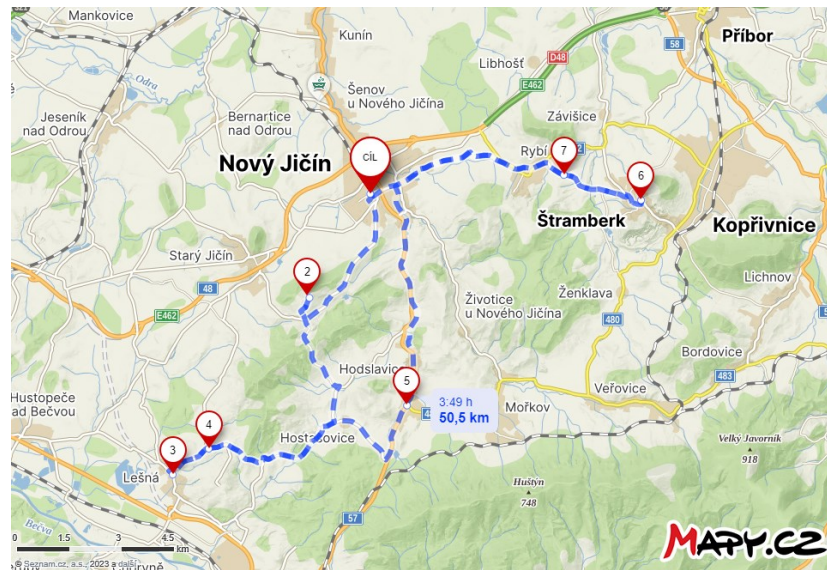 Mankovice
Kunín
58
Příbor
D48
Libhošť
E462
Odra
Šenov
u Nového Jičína
Závišice
Jeseník
nad Odrou
Bernartice
nad Odrou
CÍL
Rybí
7
Nový Jičín
6
Štramberk
Kopřivnice
Starý Jičín
2
48
Životice
u Nového Jičína
Ženklava
Lichnov
E462
480
Bordovice
Hodslavice
5
483
Hustopeče
nad Bečvou
3:49 h
50,5 km
Veřovice
Mořkov
4
Hostašovice
3
Velký Javorník
918
Lešná
Huštýn
748
57
Bečva
0 1.5 3 4.5
km
MAPY.CZ
© Seznam.cz, a.s., 2023 a další